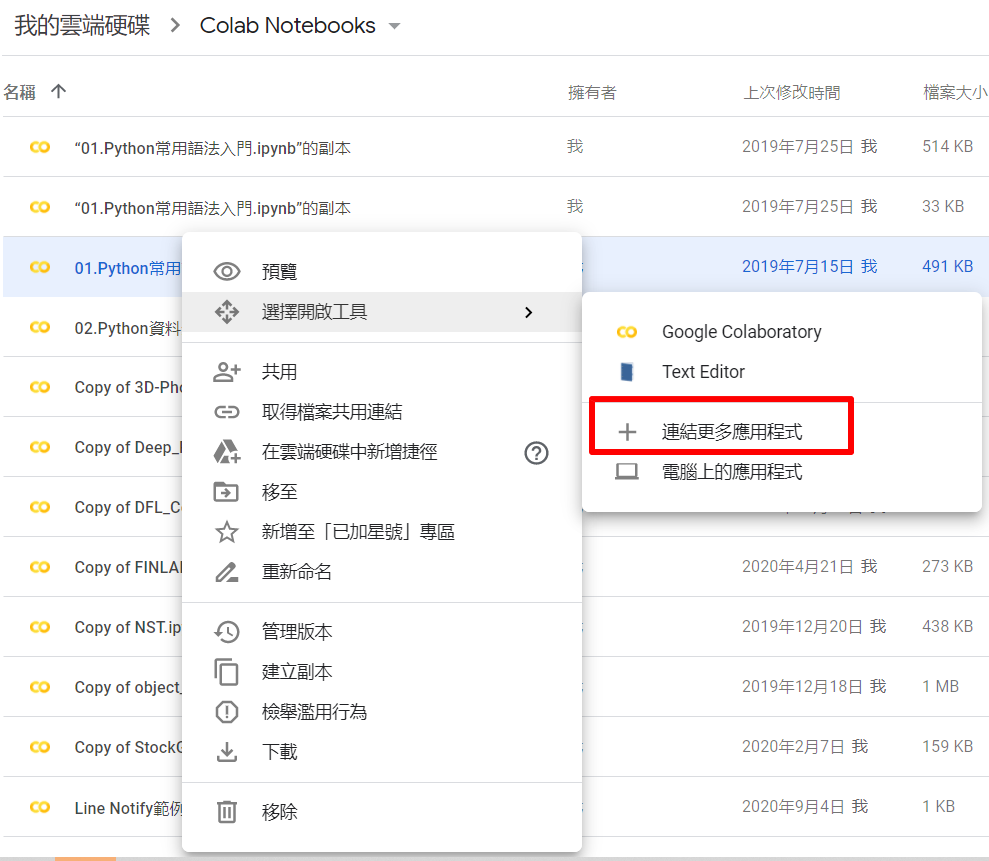 我的雲端硬碟 > Colab Notebooks
名稱 ↑ 擁有者 上次修改時間 檔案大小
“01.Python常用語法入門.ipynb”的副本 我 2019年7月25日 我 514 KB
“01.Python常用語法入門.ipynb”的副本 我 2019年7月25日 我 33 KB
01.Python常用 2019年7月15日 我 491 KB
02.Python資料
Copy of 3D-Pho
Copy of Deep_
Copy of DFL_C
Copy of FINLA 2020年4月21日 我 273 KB
Copy of NST.ip 2019年12月20日 我 438 KB
Copy of object_ 2019年12月18日 我 1 MB
Copy of Stock 2020年2月7日 我 159 KB
Line Notify範例 2020年9月4日 我 1 KB
預覽
選擇開啟工具
共用
取得檔案共用連結
在雲端硬碟中新增捷徑
移至
新增至「已加星號」專區
重新命名
管理版本
建立副本
檢舉濫用行為
下載
移除
Google Colaboratory
Text Editor
連結更多應用程式
電腦上的應用程式